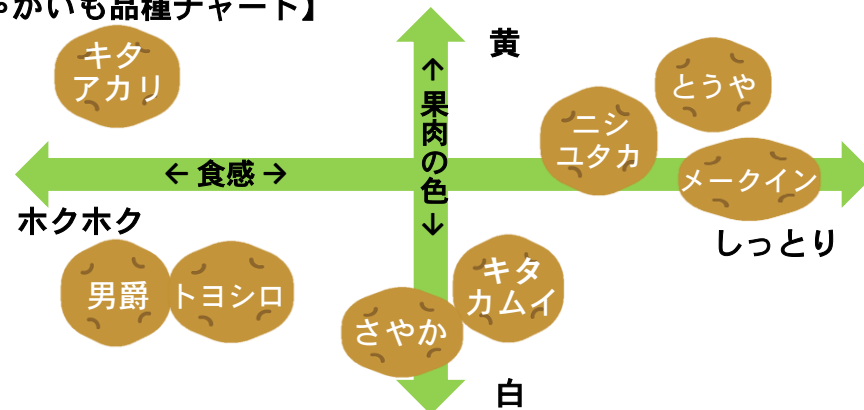 がいも品種チャート】
黄
キタ
アカリ
とうや
↑果肉の色↓
ニシ
ユタカ
← 食感 →
メークイン
ホクホク
しっとり
男爵
トヨシロ
キタ
カムイ
さやか
白